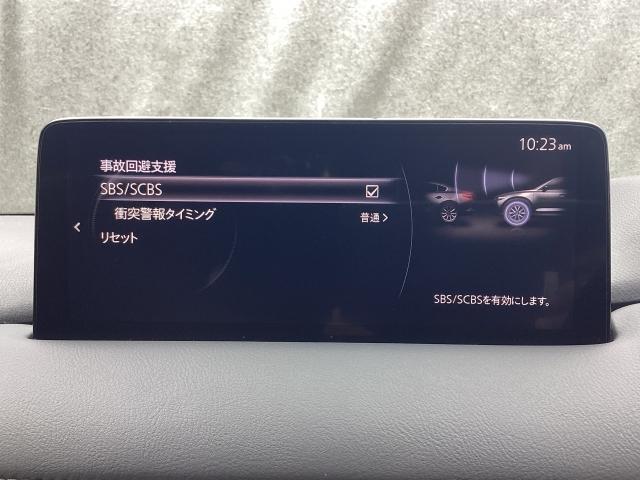 10:23am
事故回避支援
SBS/SCBS
衝突警報タイミング 普通
リセット
SBS/SCBSを有効にします。